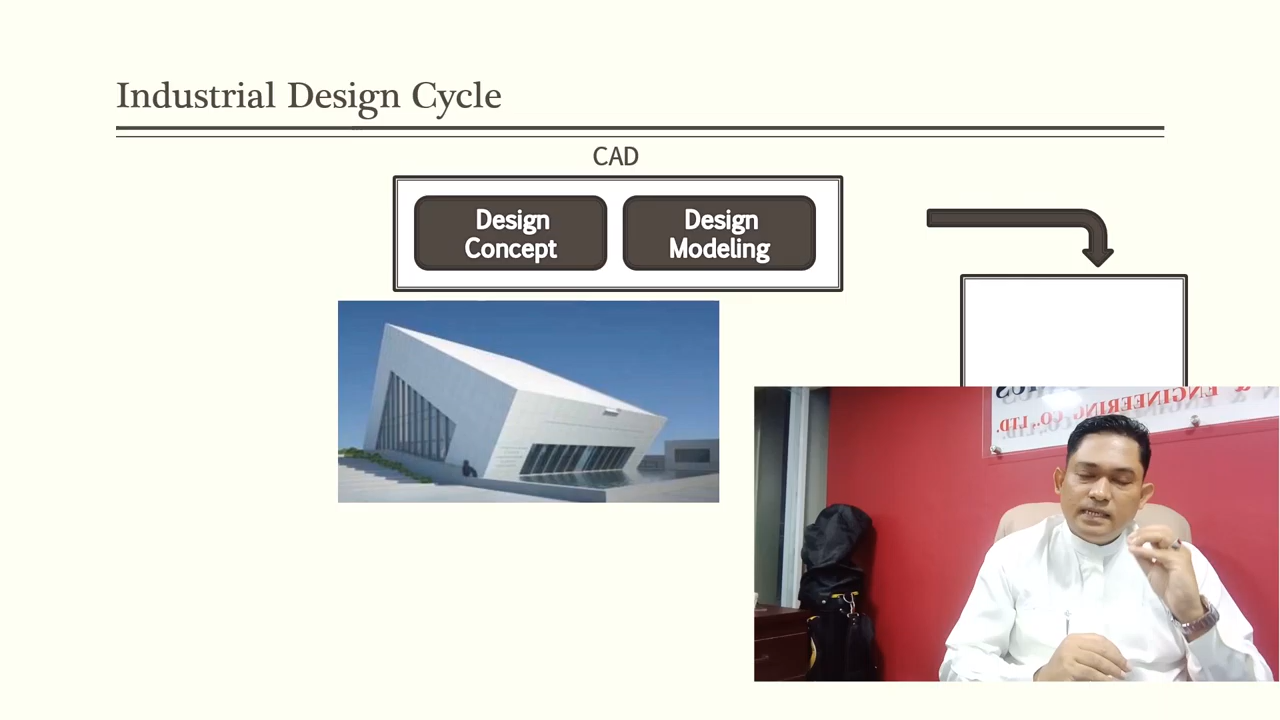 Industrial Design Cycle
CAD
Design
Concept
Design
Modeling
& ENGINEERING CO., LTD.